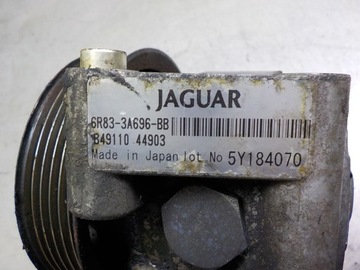 JAGUAR
6R83-3A696-BB
B49110 44903
Made in Japan lot No 5Y184070